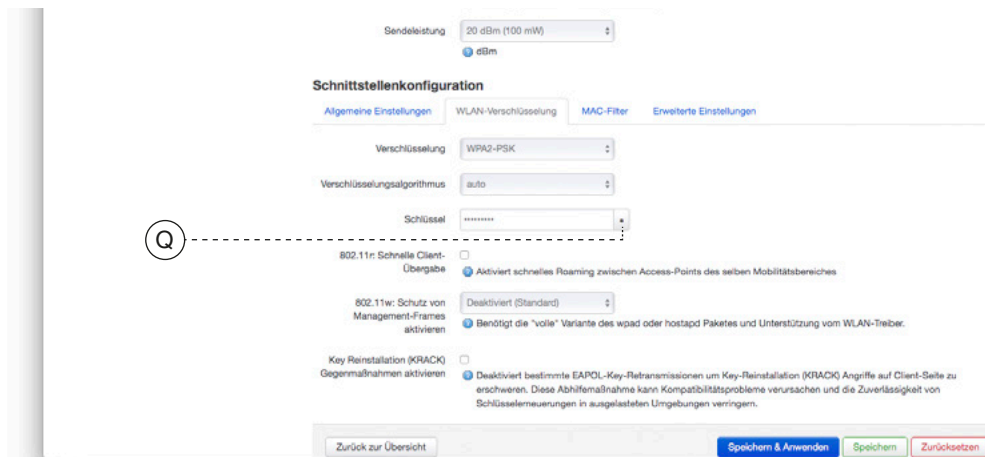 Sendeleistung
20 dBm (100 mW)
dBm
Schnittstellenkonfiguration
Allgemeine Einstellungen WLAN-Verschlüsselung MAC-Filter Erweiterte Einstellungen
Verschlüsselung WPA2-PSK
Verschlüsselungsalgorithmus auto
Schlüssel •••••••••
Q
802.11r: Schnelle Client-
Übergabe
Aktiviert schnelles Roaming zwischen Access-Points des selben Mobilitätsbereiches
802.11w: Schutz von
Management-Frames
aktivieren
Deaktiviert (Standard)
Benötigt die "volle" Variante des wpad oder hostapd Paketes und Unterstützung vom WLAN-Treiber.
Key Reinstallation (KRACK)
Gegenmaßnahmen aktivieren
Deaktiviert bestimmte EAPOL-Key-Retransmissionen um Key-Reinstallation (KRACK) Angriffe auf Client-Seite zu
erschweren. Diese Abhilfemaßnahme kann Kompatibilitätsprobleme verursachen und die Zuverlässigkeit von
Schlüsselerneuerungen in ausgelasteten Umgebungen verringern.
Zurück zur Übersicht Speichern & Anwenden Speichern Zurücksetzen